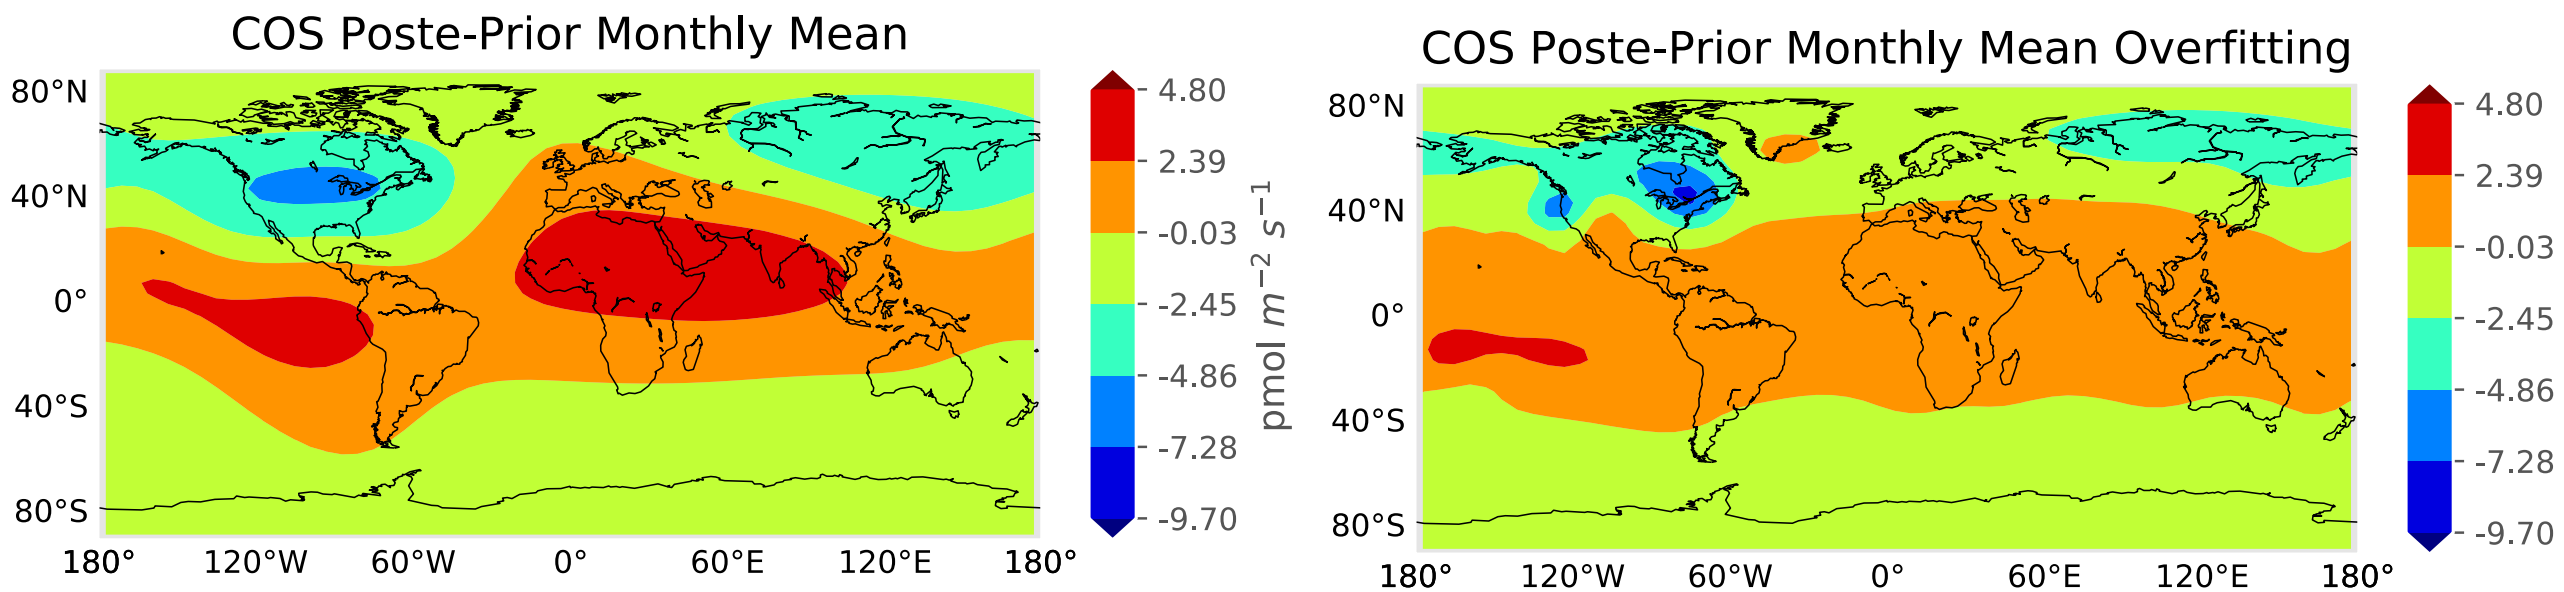 COS Poste-Prior Monthly Mean
80°N
40°N
0°
40°S
80°S
180°
120°W
60°W
0°
60°E
120°E
180°
4.80
2.39
-0.03
-2.45
-4.86
-7.28
-9.70
pmol m⁻² s⁻¹
COS Poste-Prior Monthly Mean Overfitting
80°N
40°N
0°
40°S
80°S
180°
120°W
60°W
0°
60°E
120°E
180°
4.80
2.39
-0.03
-2.45
-4.86
-7.28
-9.70